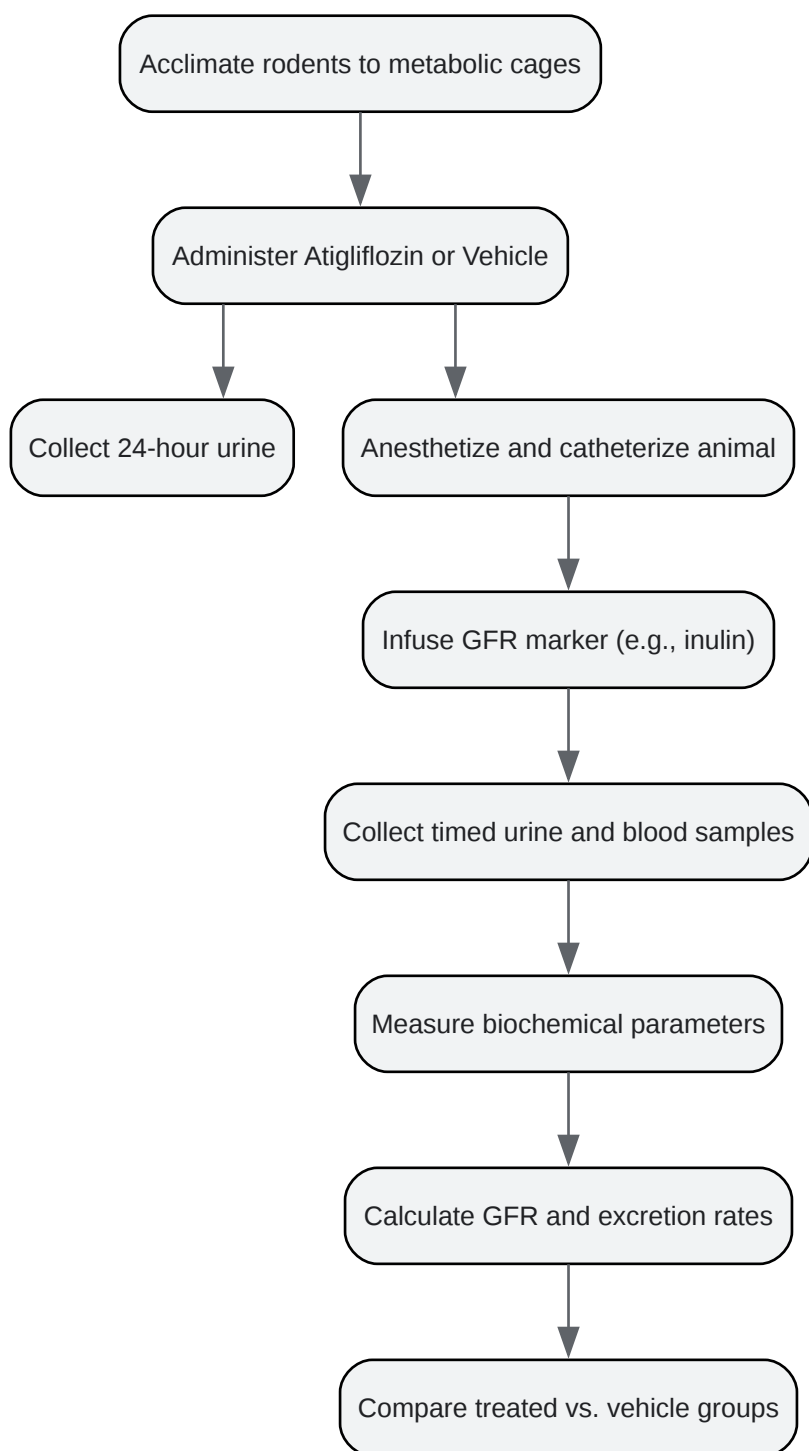 Acclimate rodents to metabolic cages
Administer Atigliflozin or Vehicle
Collect 24-hour urine
Anesthetize and catheterize animal
Infuse GFR marker (e.g., inulin)
Collect timed urine and blood samples
Measure biochemical parameters
Calculate GFR and excretion rates
Compare treated vs. vehicle groups